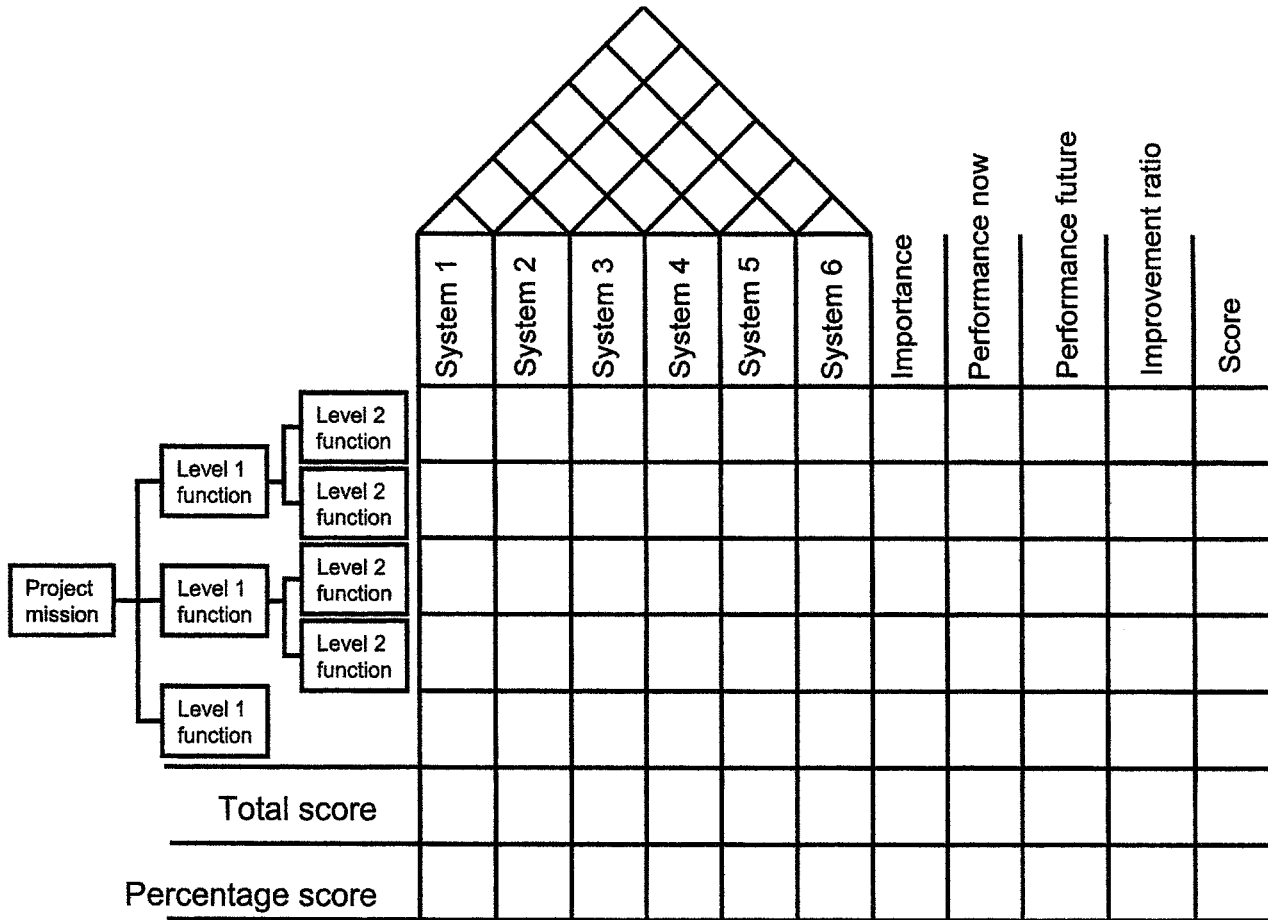 System 1
System 2
System 3
System 4
System 5
System 6
Importance
Performance now
Performance future
Improvement ratio
Score
Project
mission
Level 1
function
Level 2
function
Level 2
function
Level 1
function
Level 2
function
Level 2
function
Level 1
function
Total score
Percentage score